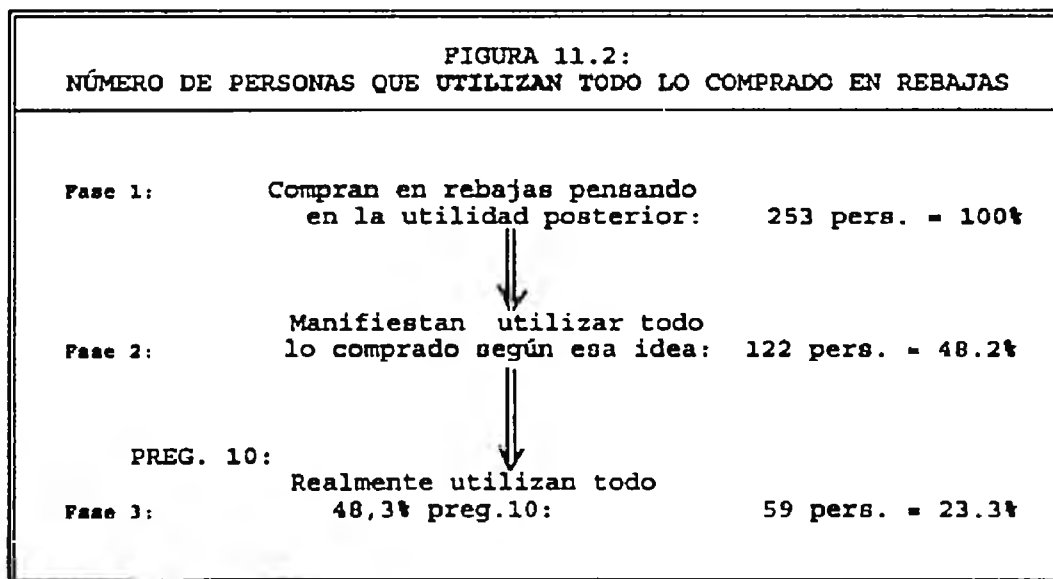 FIGURA 11.2:
NÚMERO DE PERSONAS QUE UTILIZAN TODO LO COMPRADO EN REBAJAS
Fase 1: Compran en rebajas pensando
en la utilidad posterior: 253 pers. = 100%
Manifiestan utilizar todo
Fase 2: lo comprado según esa idea: 122 pers. = 48.2%
PREG. 10:
Realmente utilizan todo
Fase 3: 48,3% preg.10: 59 pers. = 23.3%